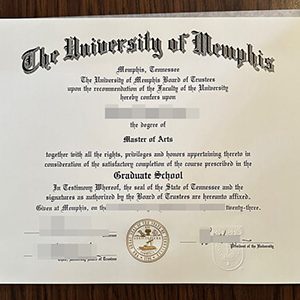 The University of Memphis
Memphis, Tennessee
The University of Memphis Board of Trustees
upon the recommendation of the Faculty of the University
hereby confers upon
the degree of
Master of Arts
together with all the rights, privileges and honors appertaining thereto in
consideration of the satisfactory completion of the course prescribed in the
Graduate School
In Testimony Whereof, the seal of the State of Tennessee and the
signatures as authorized by the Board of Trustees are hereunto affixed.
Given at Memphis, on the twenty-three.
President of the University